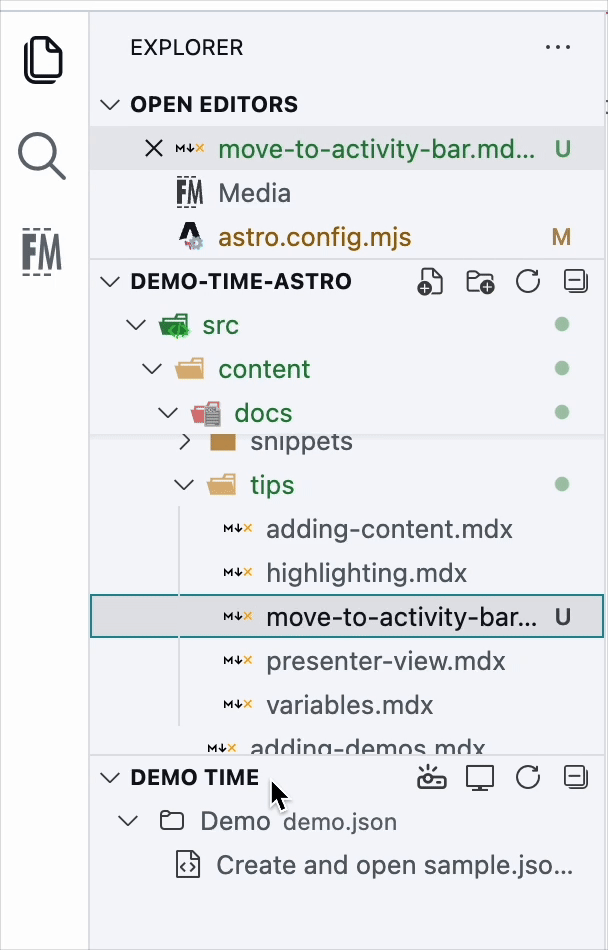 EXPLORER
OPEN EDITORS
M↓× move-to-activity-bar.md... U
FM Media
astro.config.mjs M
FM
DEMO-TIME-ASTRO
src
content
docs
snippets
tips
M↓× adding-content.mdx
M↓× highlighting.mdx
M↓× move-to-activity-bar... U
M↓× presenter-view.mdx
M↓× variables.mdx
M↓× adding-demos.mdx
DEMO TIME
Demo demo.json
Create and open sample.jso...